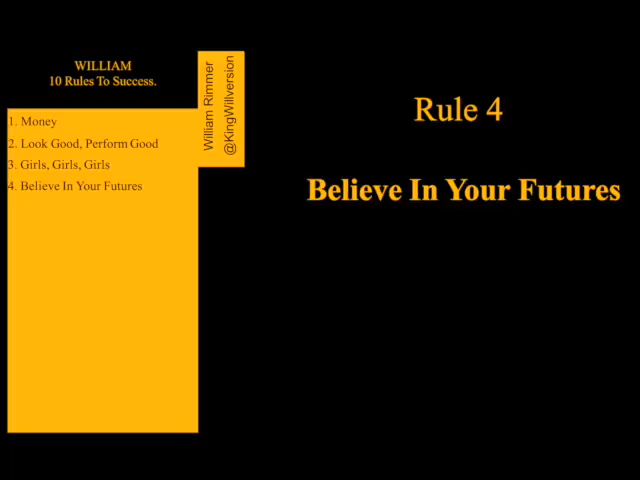 WILLIAM
10 Rules To Success.
William Rimmer
@KingWillversion
1. Money
2. Look Good, Perform Good
3. Girls, Girls, Girls
4. Believe In Your Futures
Rule 4
Believe In Your Futures